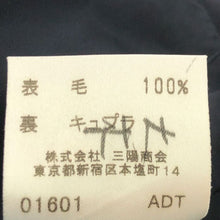 表 毛 100%
裏 キュプラ
株式会社 三陽商会
東京都新宿区本塩町14
01601 ADT